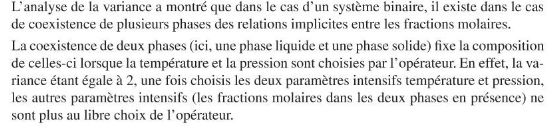 L'analyse de la variance a montré que dans le cas d'un système binaire, il existe dans le cas
de coexistence de plusieurs phases des relations implicites entre les fractions molaires.
La coexistence de deux phases (ici, une phase liquide et une phase solide) fixe la composition
de celles-ci lorsque la température et la pression sont choisies par l'opérateur. En effet, la va-
riance étant égale à 2, une fois choisis les deux paramètres intensifs température et pression,
les autres paramètres intensifs (les fractions molaires dans les deux phases en présence) ne
sont plus au libre choix de l'opérateur.